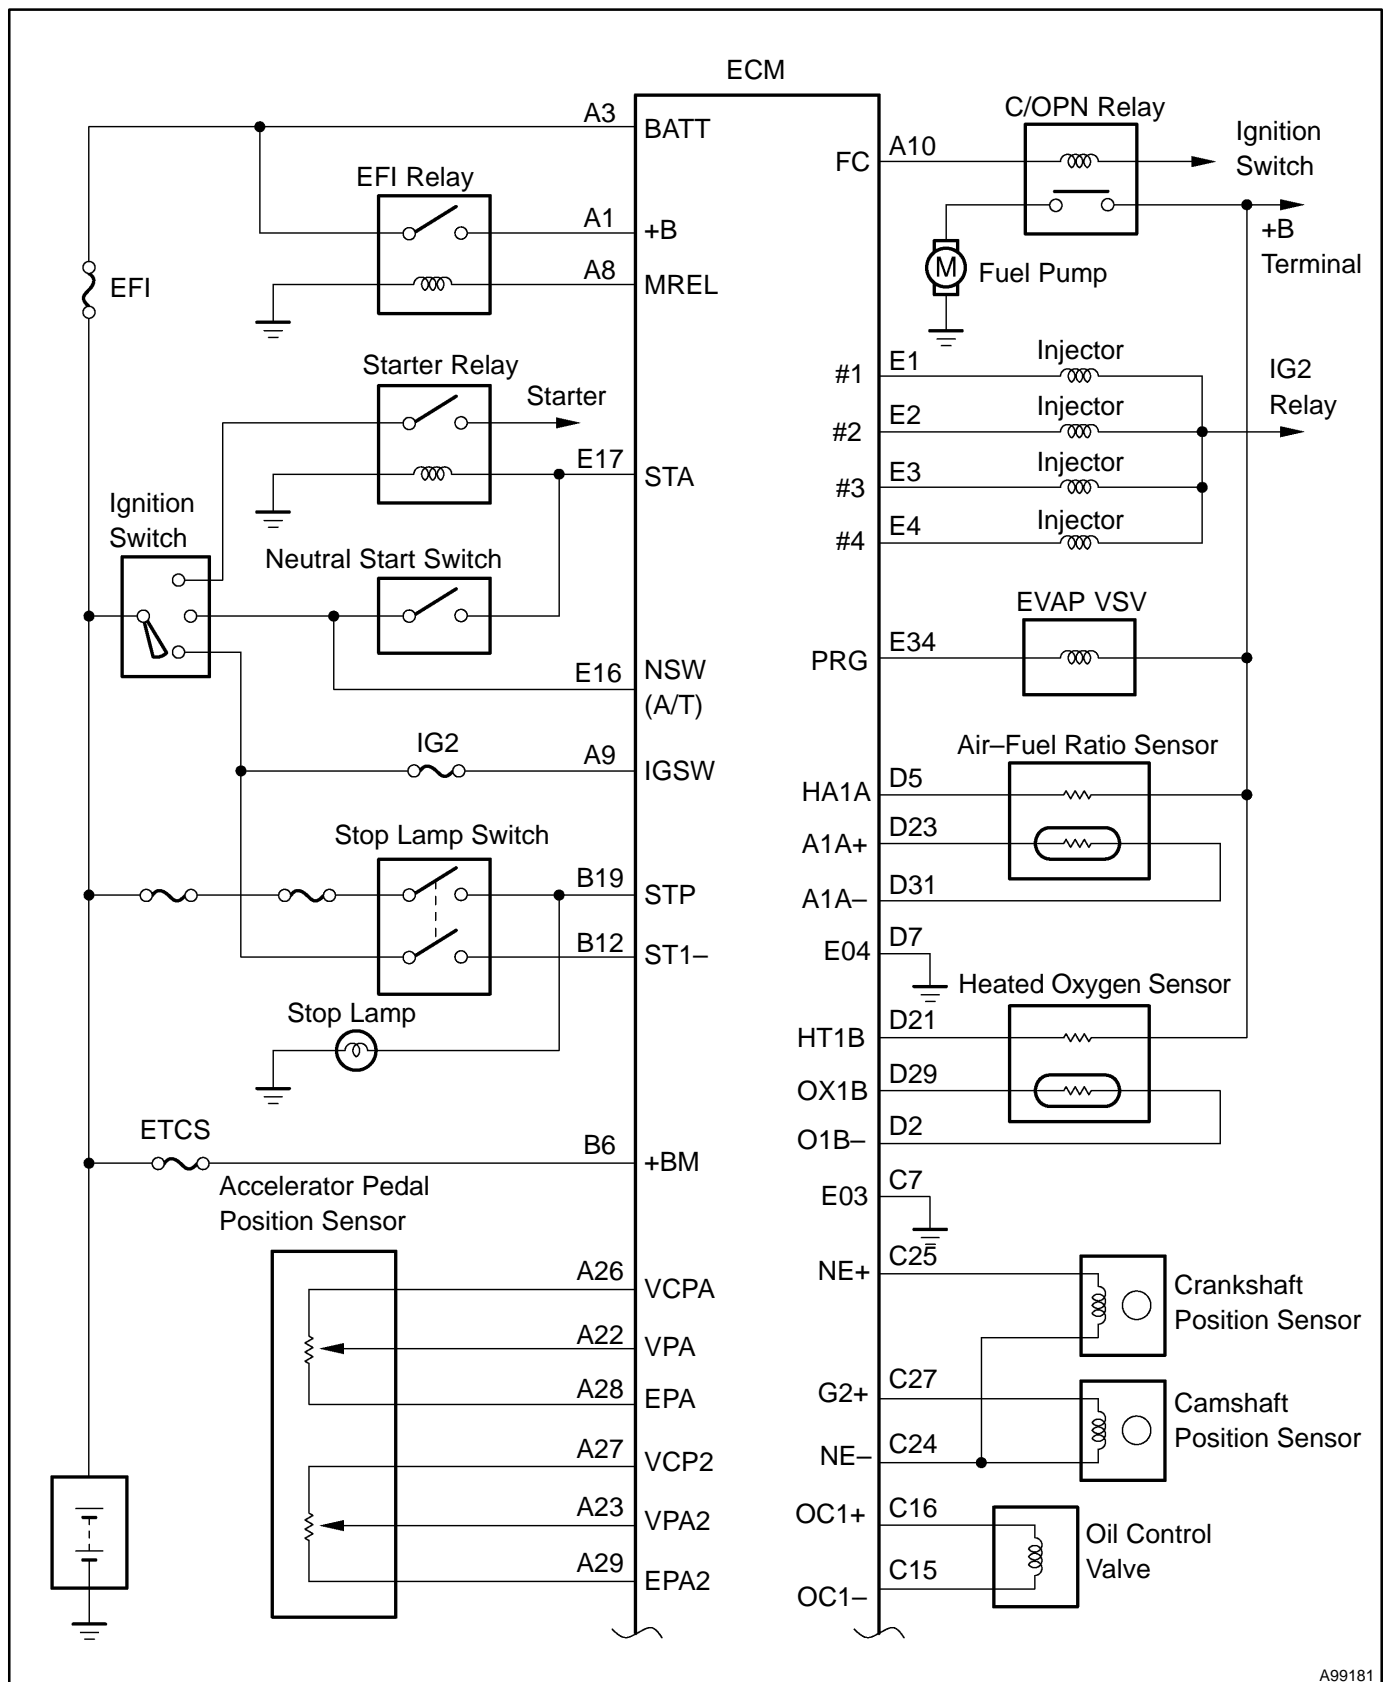 ECM
A3
BATT
EFI Relay
A1
+B
A8
MREL
EFI
Starter Relay
Starter
E17
STA
Ignition
Switch
Neutral Start Switch
E16
NSW
(A/T)
IG2
A9
IGSW
Stop Lamp Switch
B19
STP
B12
ST1–
Stop Lamp
ETCS
B6
+BM
Accelerator Pedal
Position Sensor
A26
VCPA
A22
VPA
A28
EPA
A27
VCP2
A23
VPA2
A29
EPA2
C/OPN Relay
FC
A10
Ignition
Switch
+B
Terminal
M
Fuel Pump
#1
E1
Injector
#2
E2
Injector
IG2
Relay
#3
E3
Injector
#4
E4
Injector
EVAP VSV
PRG
E34
Air–Fuel Ratio Sensor
HA1A
D5
A1A+
D23
A1A–
D31
E04
D7
Heated Oxygen Sensor
HT1B
D21
OX1B
D29
O1B–
D2
E03
C7
NE+
C25
Crankshaft
Position Sensor
G2+
C27
Camshaft
Position Sensor
NE–
C24
OC1+
C16
Oil Control
Valve
OC1–
C15
A99181